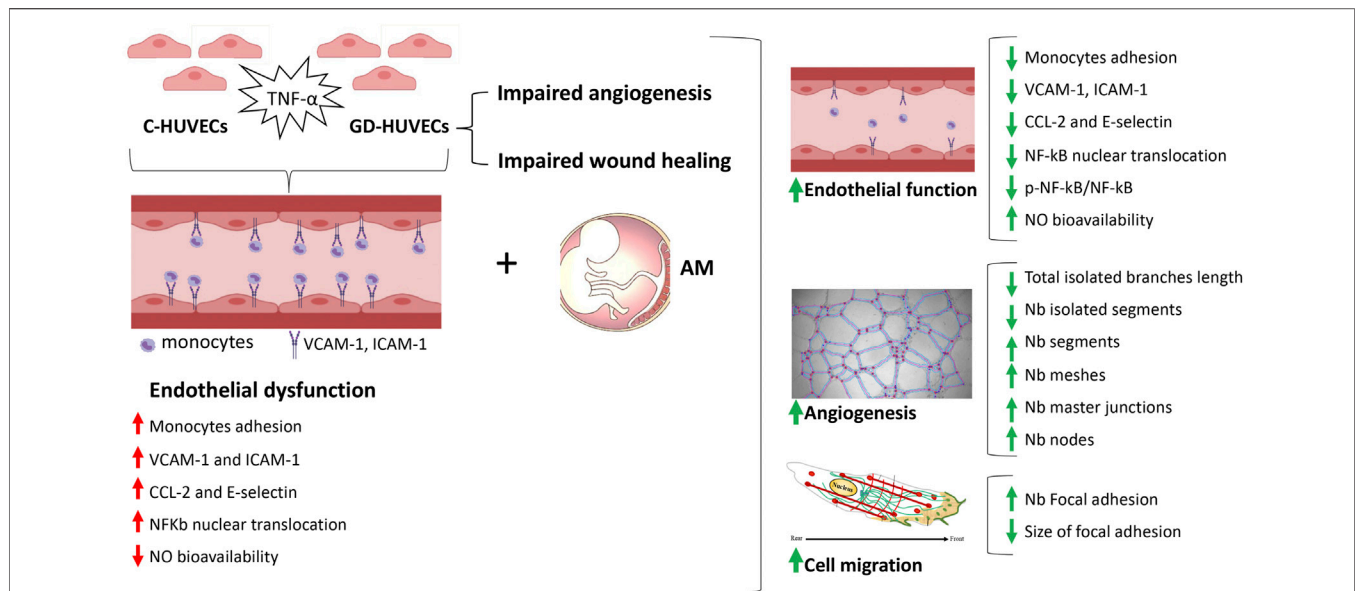 TNF-α
C-HUVECs
GD-HUVECs
Impaired angiogenesis
Impaired wound healing
monocytes
VCAM-1, ICAM-1
+
AM
Endothelial dysfunction
Monocytes adhesion
VCAM-1 and ICAM-1
CCL-2 and E-selectin
NFKb nuclear translocation
NO bioavailability
Endothelial function
Monocytes adhesion
VCAM-1, ICAM-1
CCL-2 and E-selectin
NF-kB nuclear translocation
p-NF-kB/NF-kB
NO bioavailability
Angiogenesis
Total isolated branches length
Nb isolated segments
Nb segments
Nb meshes
Nb master junctions
Nb nodes
Nucleus
Rear Front
Cell migration
Nb Focal adhesion
Size of focal adhesion